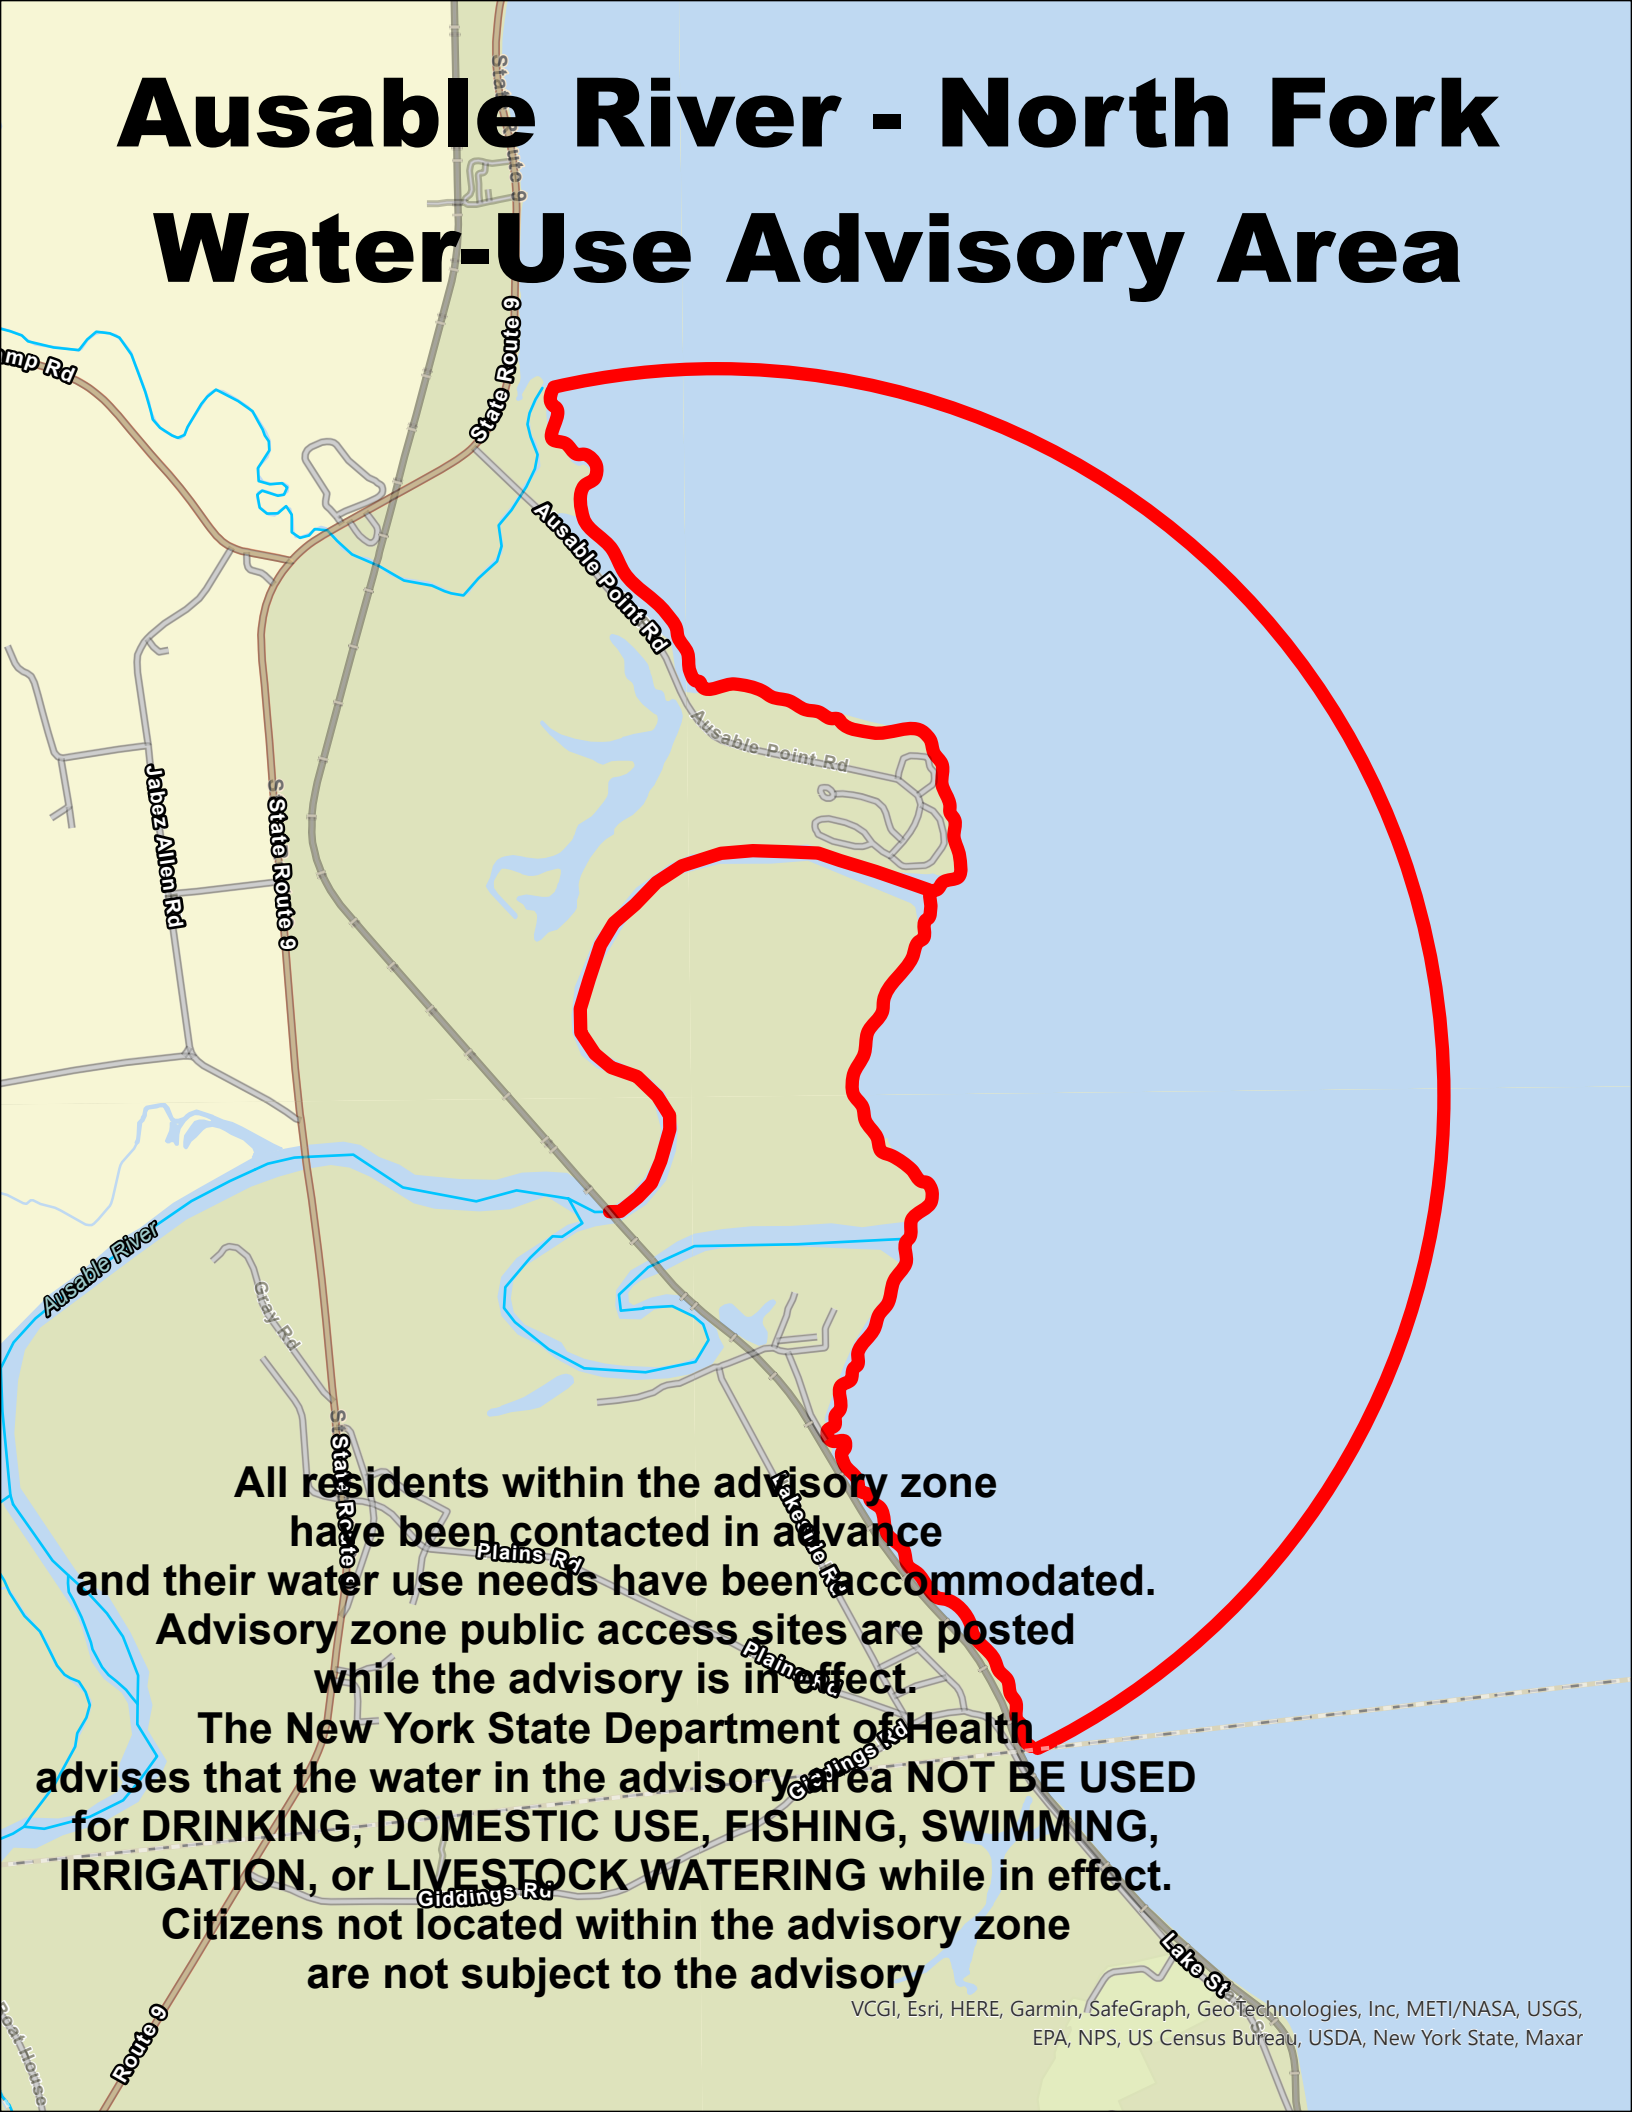 Ausable River - North Fork
Water-Use Advisory Area
State Route 9
State Route 9
mp Rd
Ausable Point Rd
Ausable Point Rd
Jabez Allen Rd
State Route 9
Ausable River
Gray Rd
State Route
Lakeside Rd
Plains Rd
Plains Rd
Giddings Rd
Giddings Rd
All residents within the advisory zone
have been contacted in advance
and their water use needs have been accommodated.
Advisory zone public access sites are posted
while the advisory is in effect.
The New York State Department of Health
advises that the water in the advisory area NOT BE USED
for DRINKING, DOMESTIC USE, FISHING, SWIMMING,
IRRIGATION, or LIVESTOCK WATERING while in effect.
Citizens not located within the advisory zone
are not subject to the advisory
Lake St
Route 9
Boat House
VCGI, Esri, HERE, Garmin, SafeGraph, GeoTechnologies, Inc, METI/NASA, USGS,
EPA, NPS, US Census Bureau, USDA, New York State, Maxar